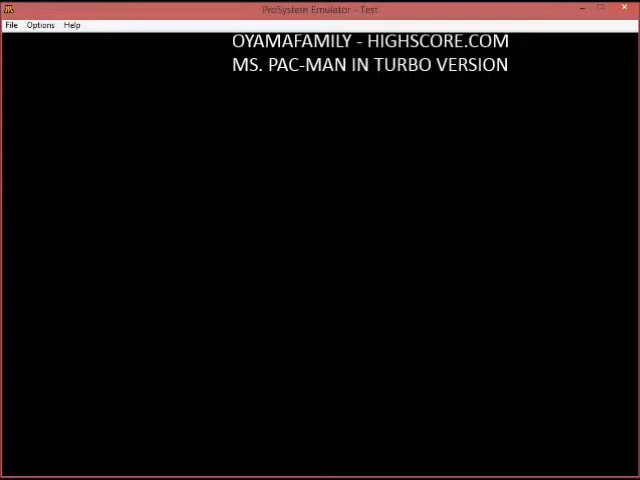 ProSystem Emulator - Test
File Options Help
OYAMAFAMILY - HIGHSCORE.COM
MS. PAC-MAN IN TURBO VERSION